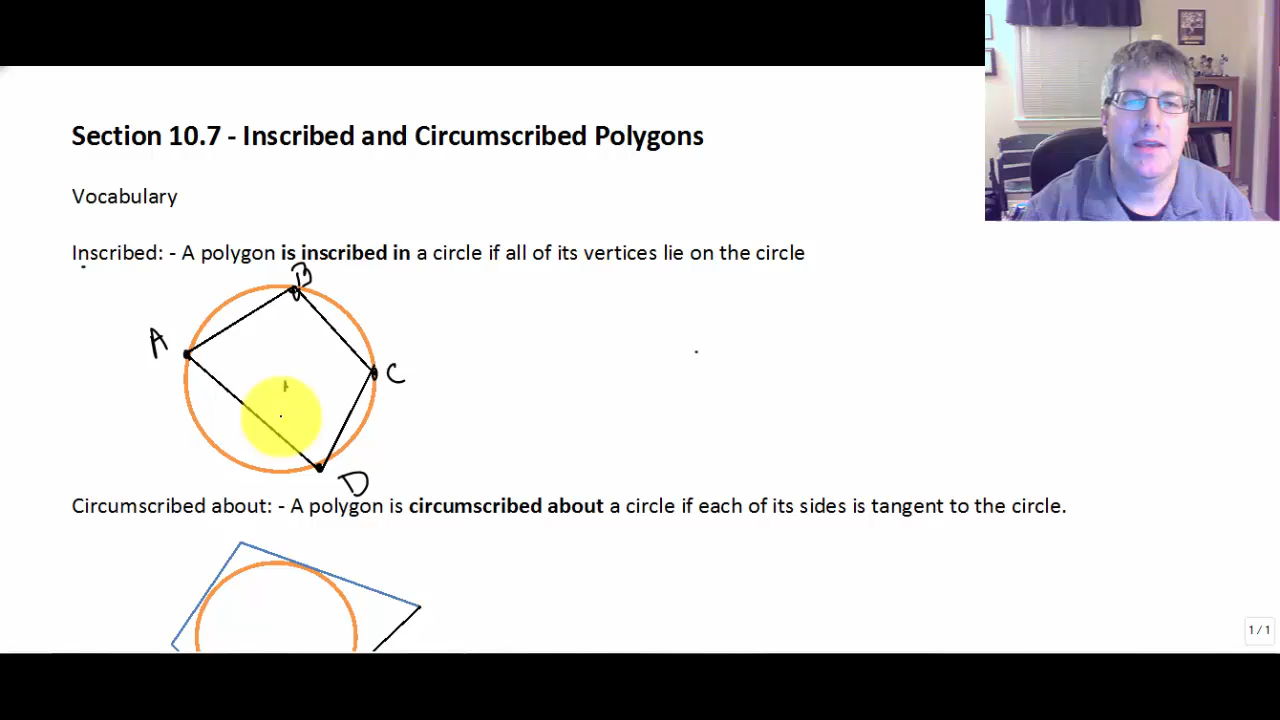 Section 10.7 - Inscribed and Circumscribed Polygons
Vocabulary
Inscribed: - A polygon is inscribed in a circle if all of its vertices lie on the circle
B
A
C
D
Circumscribed about: - A polygon is circumscribed about a circle if each of its sides is tangent to the circle.
1 / 1